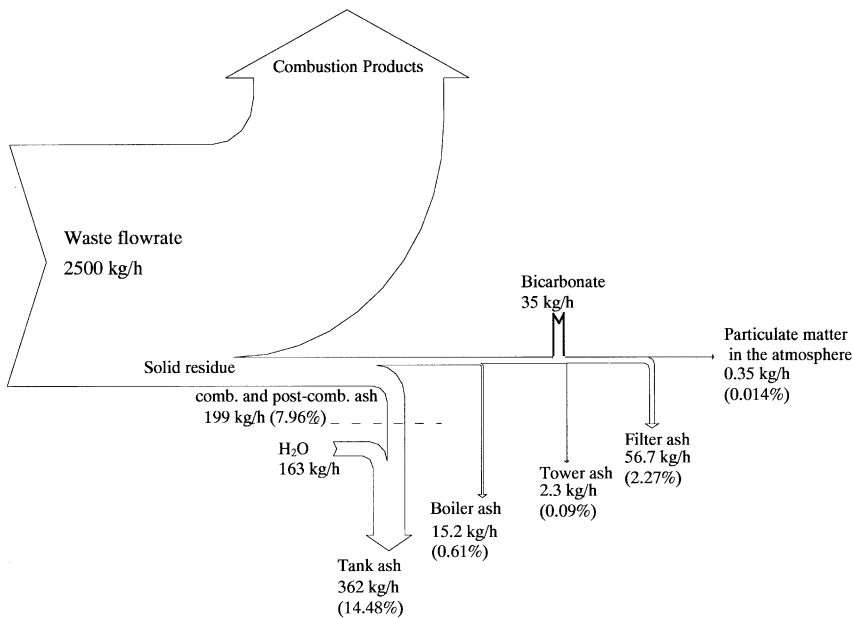 Combustion Products
Waste flowrate
2500 kg/h
Bicarbonate
35 kg/h
Particulate matter
in the atmosphere
0.35 kg/h
(0.014%)
Solid residue
comb. and post-comb. ash
199 kg/h (7.96%)
H₂O
163 kg/h
Filter ash
56.7 kg/h
(2.27%)
Tower ash
2.3 kg/h
(0.09%)
Boiler ash
15.2 kg/h
(0.61%)
Tank ash
362 kg/h
(14.48%)